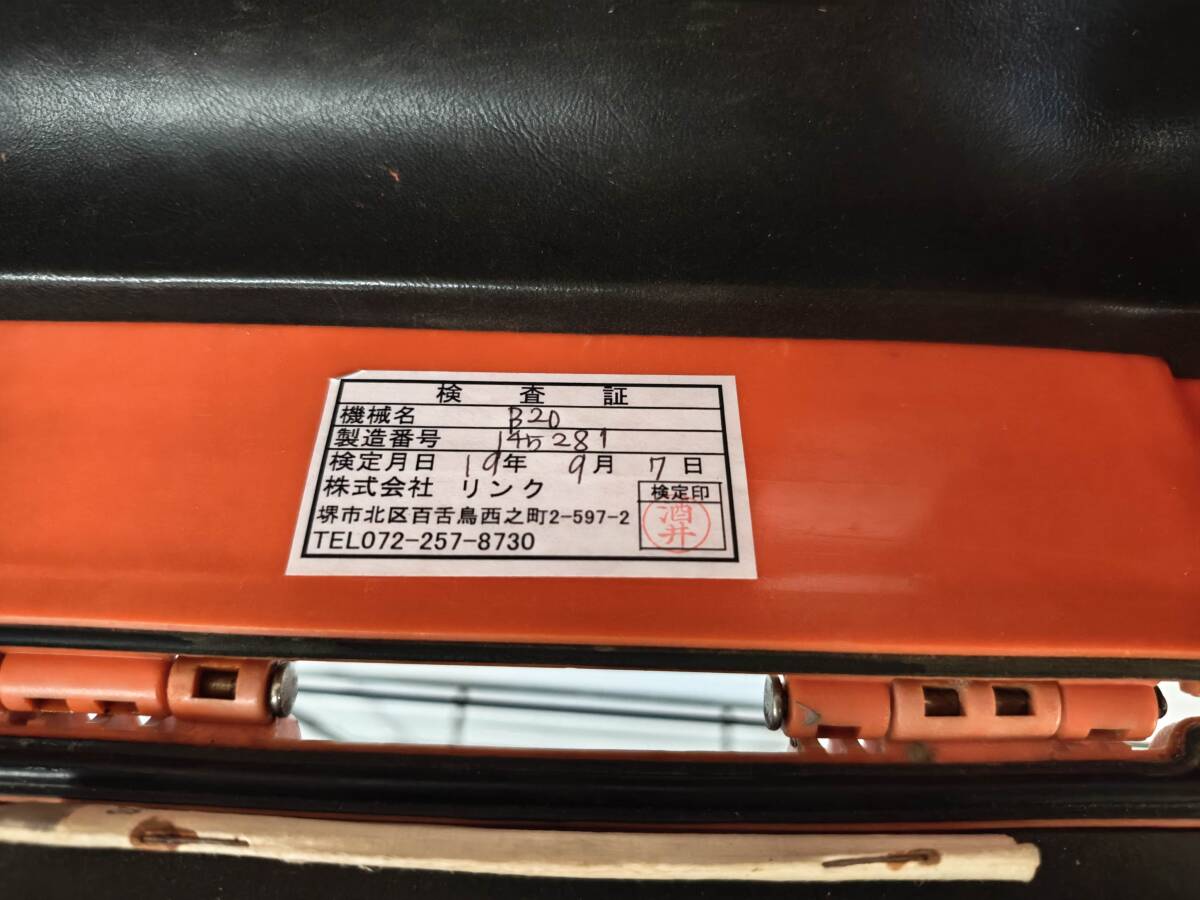 検査証
機械名 B20
製造番号 145281
検定月日 19年 9月 7日
株式会社 リンク
検定印
堺市北区百舌鳥西之町2-597-2
酒井
TEL072-257-8730